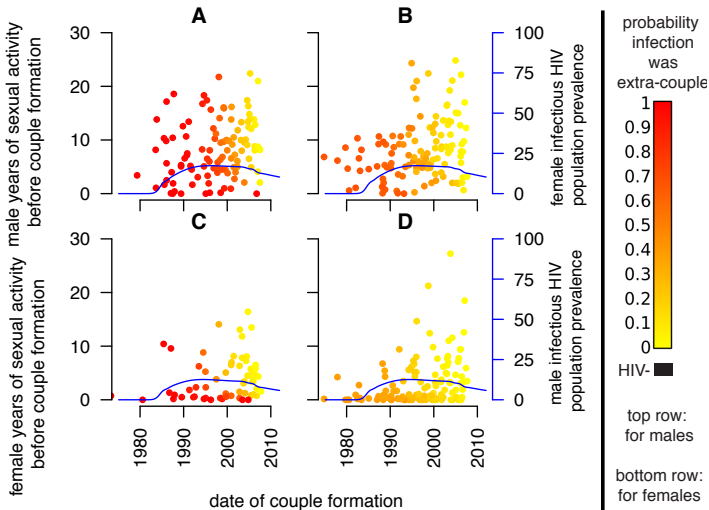 A
B
30
20
10
0
100
75
50
25
0
male years of sexual activity
before couple formation
female infectious HIV
population prevalence
C
D
30
20
10
0
100
75
50
25
0
female years of sexual activity
before couple formation
male infectious HIV
population prevalence
1980
1990
2000
2010
1980
1990
2000
2010
date of couple formation
probability
infection
was
extra-couple
1
0.9
0.8
0.7
0.6
0.5
0.4
0.3
0.2
0.1
0
HIV-
top row:
for males
bottom row:
for females